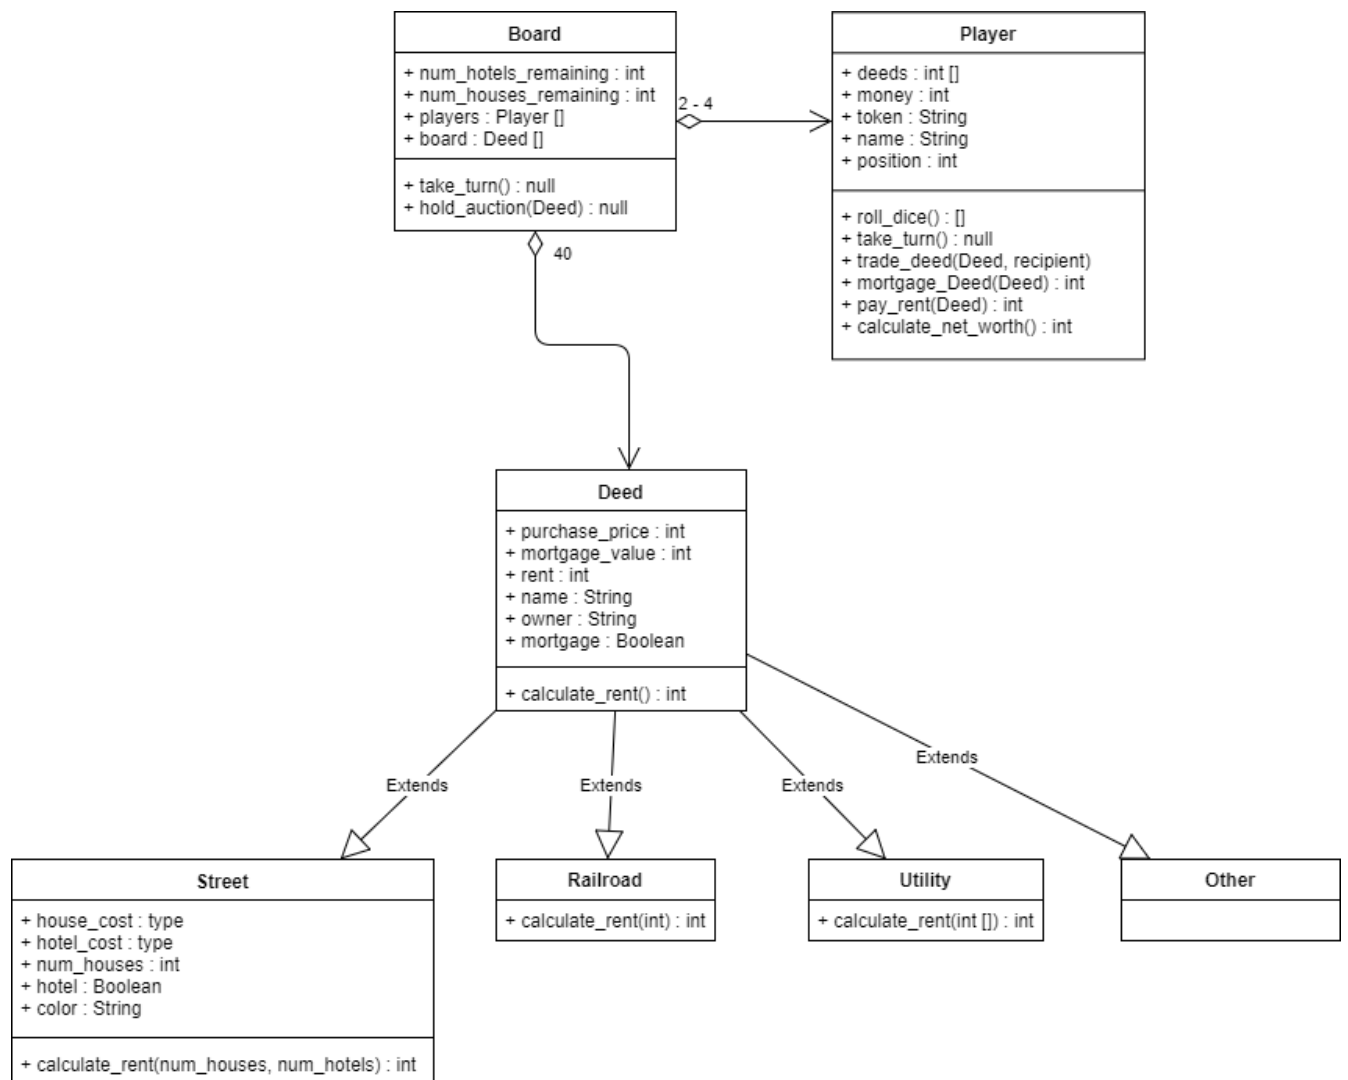 Board
+ num_hotels_remaining : int
+ num_houses_remaining : int
+ players : Player []
+ board : Deed []
+ take_turn() : null
+ hold_auction(Deed) : null
2 - 4
40
Player
+ deeds : int []
+ money : int
+ token : String
+ name : String
+ position : int
+ roll_dice() : []
+ take_turn() : null
+ trade_deed(Deed, recipient)
+ mortgage_Deed(Deed) : int
+ pay_rent(Deed) : int
+ calculate_net_worth() : int
Deed
+ purchase_price : int
+ mortgage_value : int
+ rent : int
+ name : String
+ owner : String
+ mortgage : Boolean
+ calculate_rent() : int
Extends
Extends
Extends
Extends
Street
+ house_cost : type
+ hotel_cost : type
+ num_houses : int
+ hotel : Boolean
+ color : String
+ calculate_rent(num_houses, num_hotels) : int
Railroad
+ calculate_rent(int) : int
Utility
+ calculate_rent(int []) : int
Other